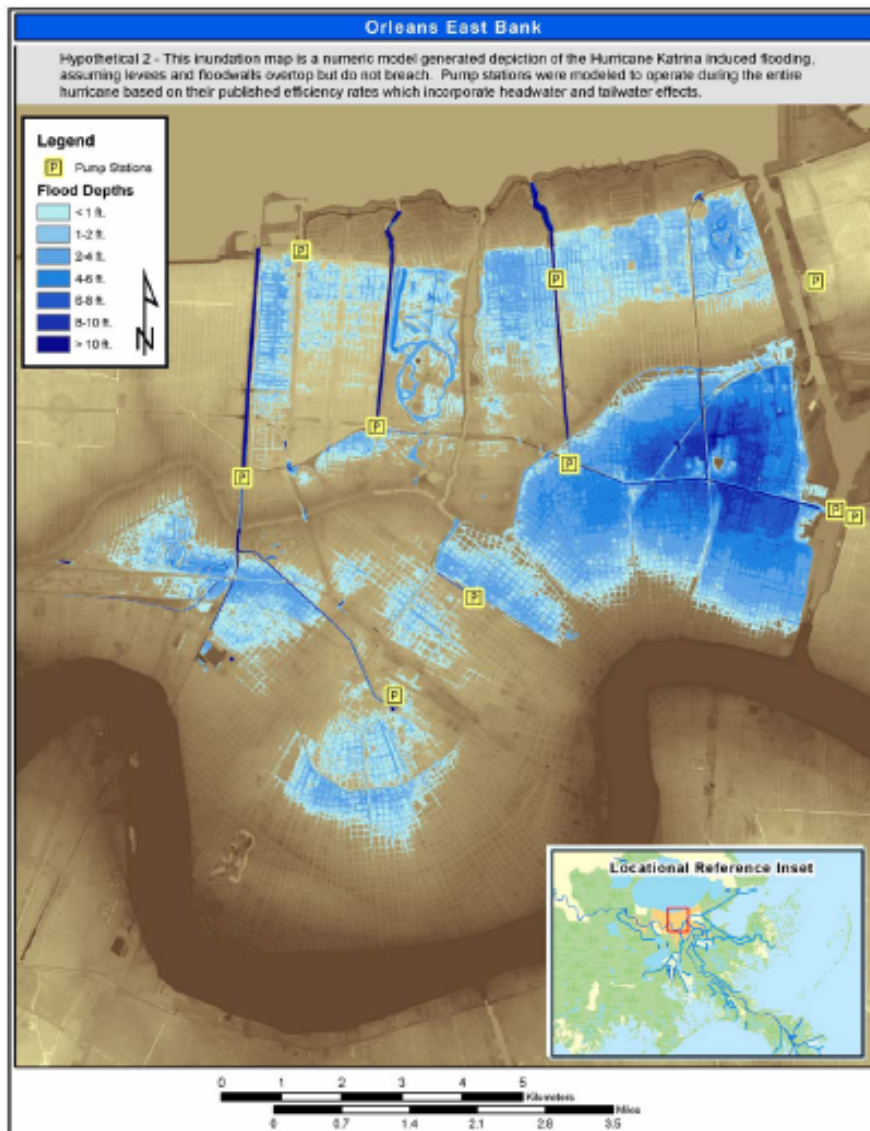 Orleans East Bank
Hypothetical 2 - This inundation map is a numeric model generated depiction of the Hurricane Katrina induced flooding,
assuming levees and floodwalls overtop but do not breach. Pump stations were modeled to operate during the entire
hurricane based on their published efficiency rates which incorporate headwater and tailwater effects.
Legend
P Pump Stations
Flood Depths
< 1 ft.
1-2 ft.
2-4 ft.
4-6 ft.
6-8 ft.
8-10 ft.
> 10 ft.
N
P
P
P
P
P
P
P
P
P
P
P
Locational Reference Inset
0 1 2 3 4 5
Kilometers
Miles
0 0.7 1.4 2.1 2.8 3.5